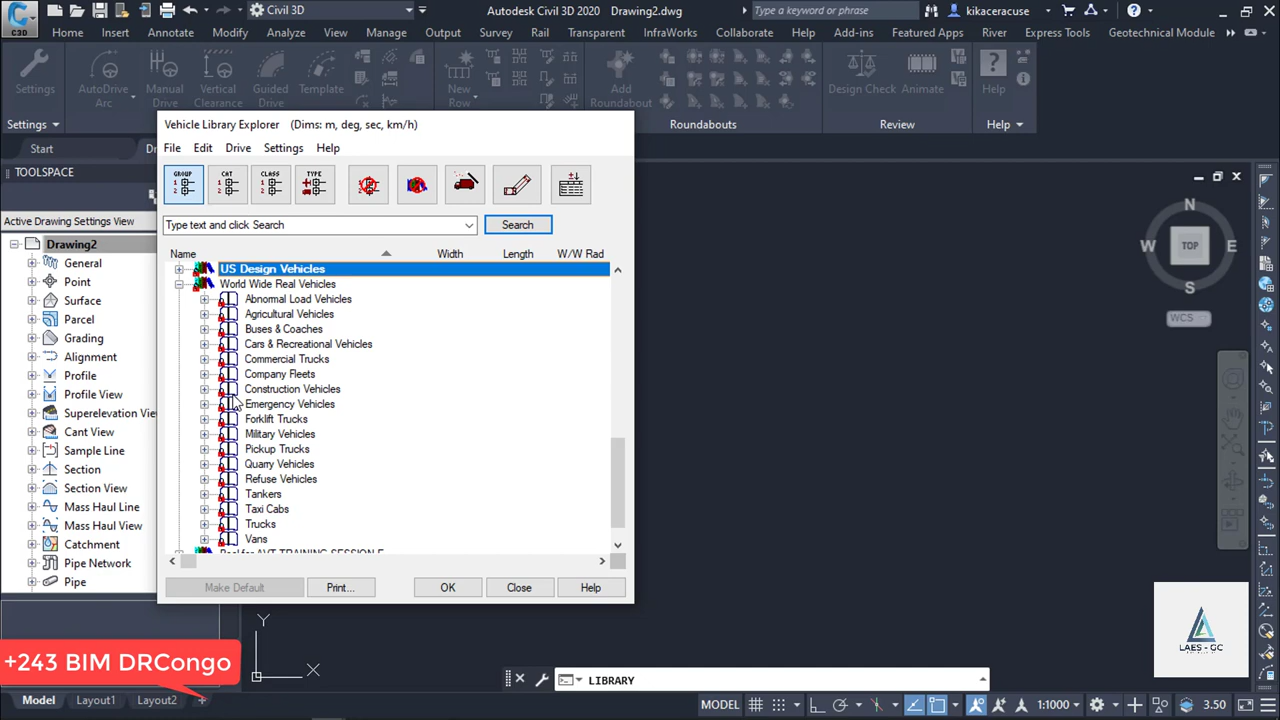 Civil 3D
Autodesk Civil 3D 2020 Drawing2.dwg
Type a keyword or phrase
kikaceracuse
C3D
Home Insert Annotate Modify Analyze View Manage Output Survey Rail Transparent InfraWorks Collaborate Help Add-ins Featured Apps River Express Tools Geotechnical Module
Settings
AutoDrive Arc
Manual Drive
Vertical Clearance
Guided Drive
Template
New Row
Add Roundabout
Design Check
Animate
Help
Settings
Roundabouts
Review
Help
Start
TOOLSPACE
Active Drawing Settings View
Drawing2
General
Point
Surface
Parcel
Grading
Alignment
Profile
Profile View
Superelevation Vie
Cant View
Sample Line
Section
Section View
Mass Haul Line
Mass Haul View
Catchment
Pipe Network
Pipe
Vehicle Library Explorer (Dims: m, deg, sec, km/h)
File Edit Drive Settings Help
GROUP CAT CLASS TYPE
Type text and click Search
Search
Name Width Length W/W Rad
US Design Vehicles
World Wide Real Vehicles
Abnormal Load Vehicles
Agricultural Vehicles
Buses & Coaches
Cars & Recreational Vehicles
Commercial Trucks
Company Fleets
Construction Vehicles
Emergency Vehicles
Forklift Trucks
Military Vehicles
Pickup Trucks
Quarry Vehicles
Refuse Vehicles
Tankers
Taxi Cabs
Trucks
Vans
Make Default Print... OK Close Help
N
W TOP E
S
WCS
Y
X
LAES - GC
+243 BIM DRCongo
LIBRARY
Model Layout1 Layout2 +
MODEL 1:1000 3.50